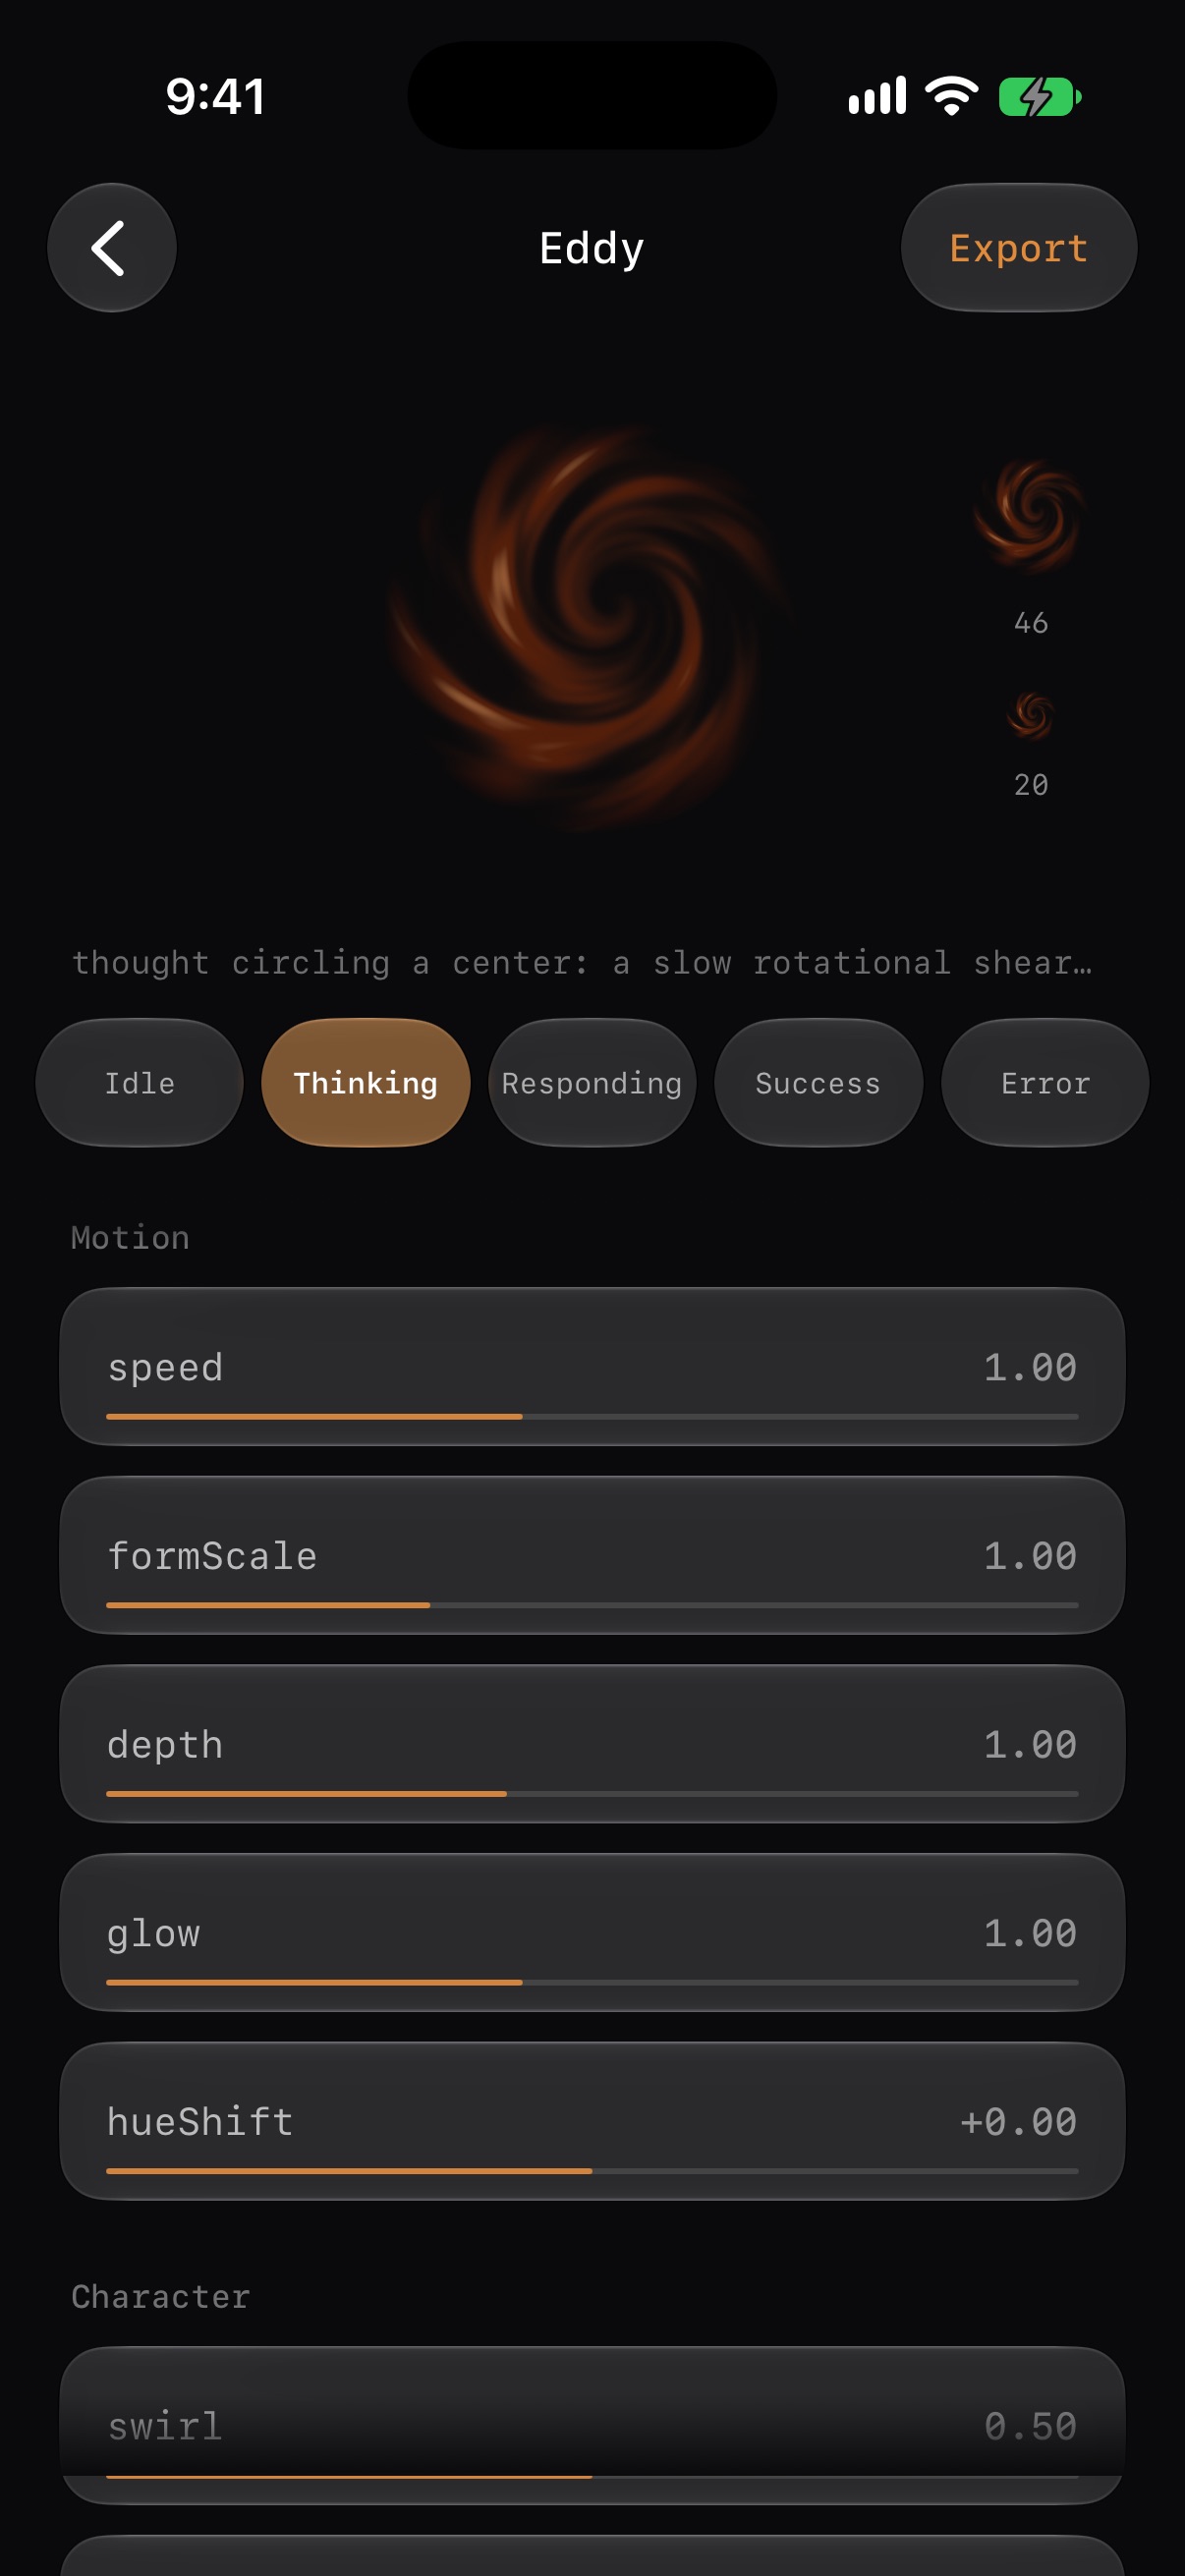 9:41
Eddy
Export
46
20
thought circling a center: a slow rotational shear…
Idle
Thinking
Responding
Success
Error
Motion
speed 1.00
formScale 1.00
depth 1.00
glow 1.00
hueShift +0.00
Character
swirl 0.50